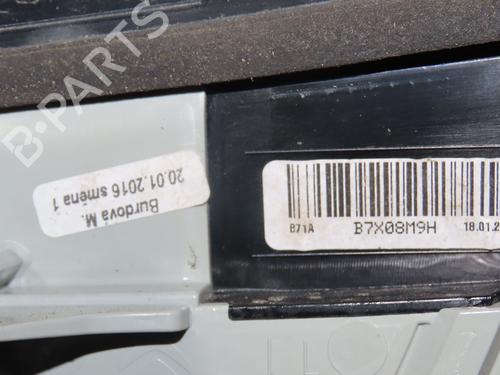 B-PARTS
Burdová M.
20.01.2016 směna 1
B71A
B7X08M9H
18.01.2